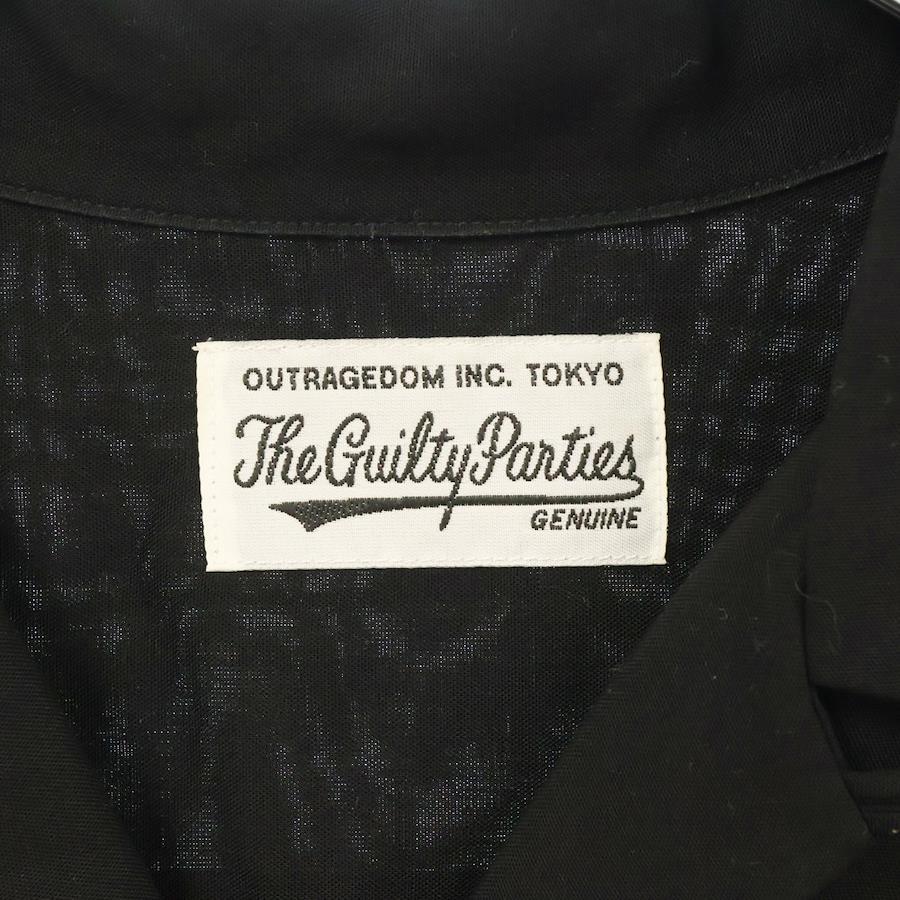 OUTRAGEDOM INC. TOKYO
The Guilty Parties
GENUINE